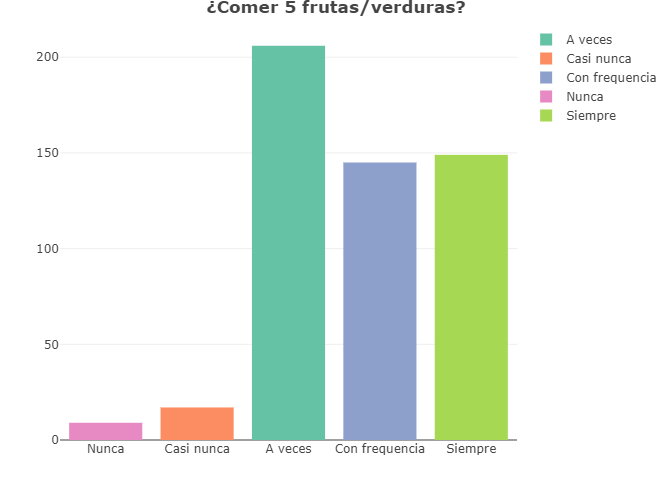 ¿Comer 5 frutas/verduras?
A veces
Casi nunca
Con frequencia
Nunca
Siempre
200
150
100
50
0
Nunca Casi nunca A veces Con frequencia Siempre